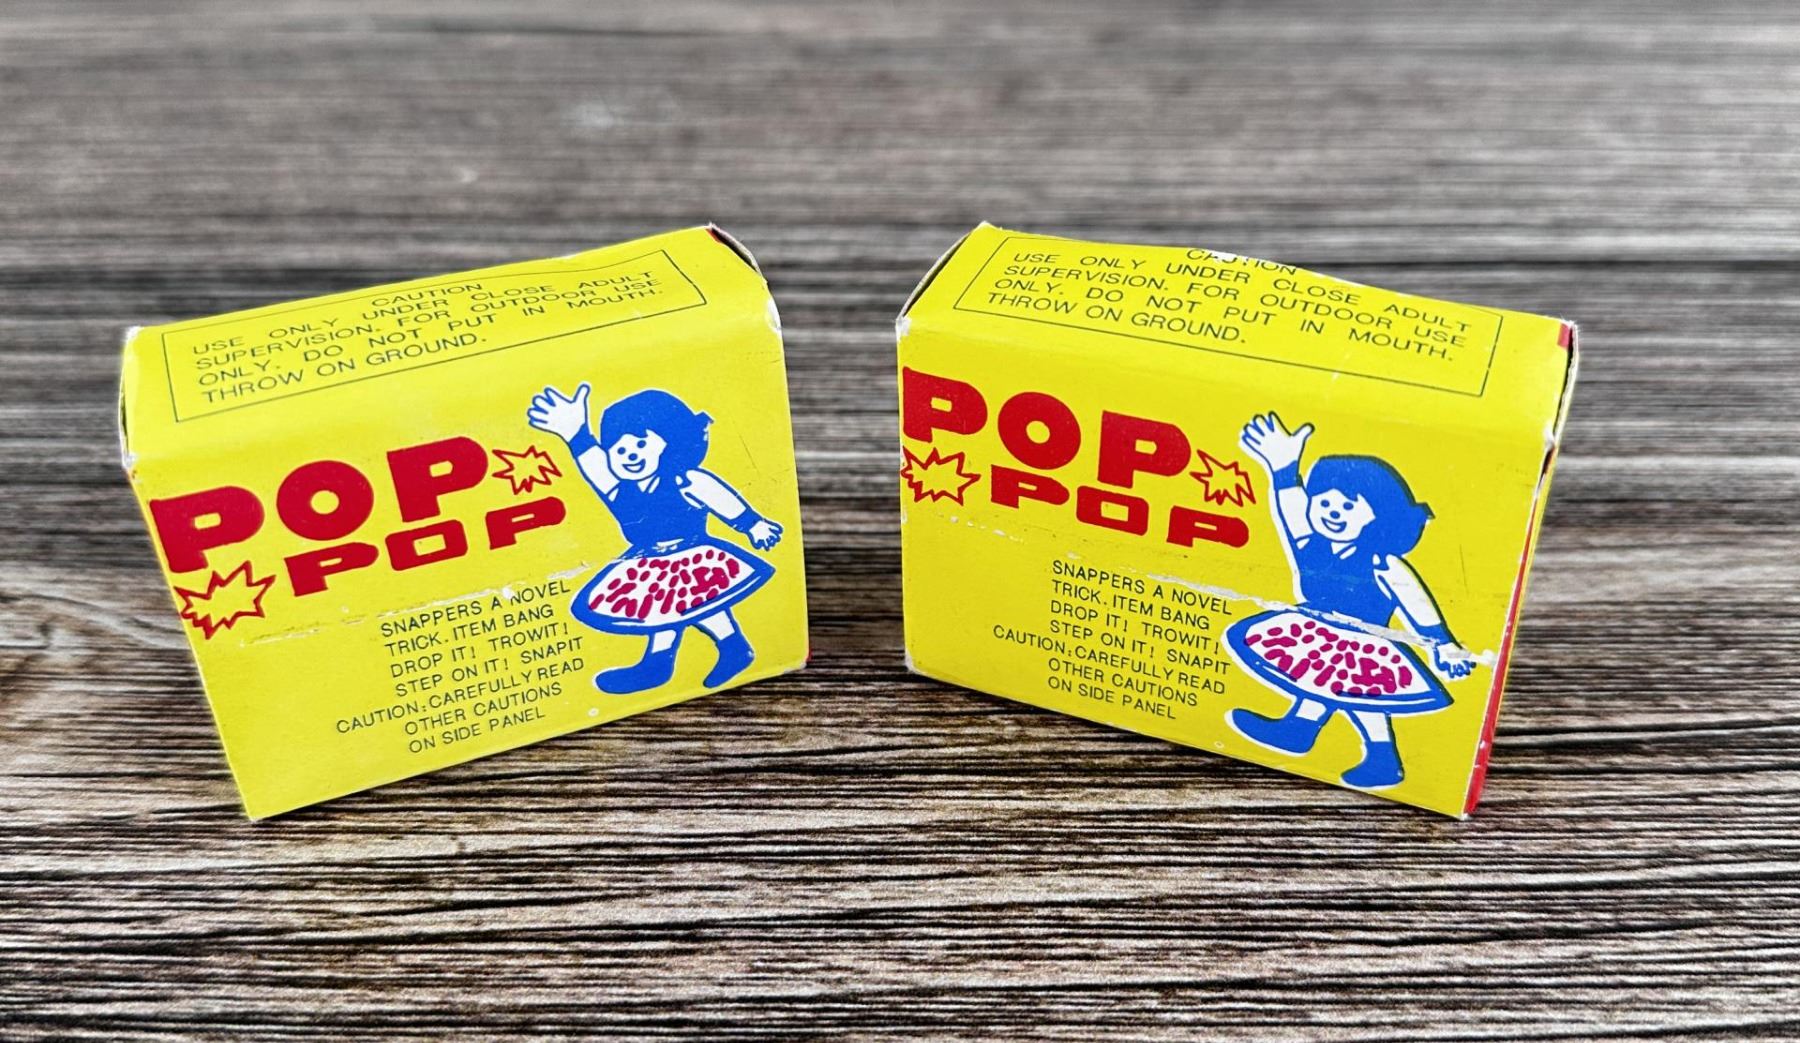 CAUTION
USE ONLY UNDER CLOSE ADULT
SUPERVISION. FOR OUTDOOR USE
ONLY. DO NOT PUT IN MOUTH.
THROW ON GROUND.
POP
POP
SNAPPERS A NOVEL
TRICK. ITEM BANG
DROP IT! TROWIT!
STEP ON IT! SNAPIT
CAUTION:CAREFULLY READ
OTHER CAUTIONS
ON SIDE PANEL
CAUTION
USE ONLY UNDER CLOSE ADULT
SUPERVISION. FOR OUTDOOR USE
ONLY. DO NOT PUT IN MOUTH.
THROW ON GROUND.
POP
POP
SNAPPERS A NOVEL
TRICK. ITEM BANG
DROP IT! TROWIT!
STEP ON IT! SNAPIT
CAUTION:CAREFULLY READ
OTHER CAUTIONS
ON SIDE PANEL